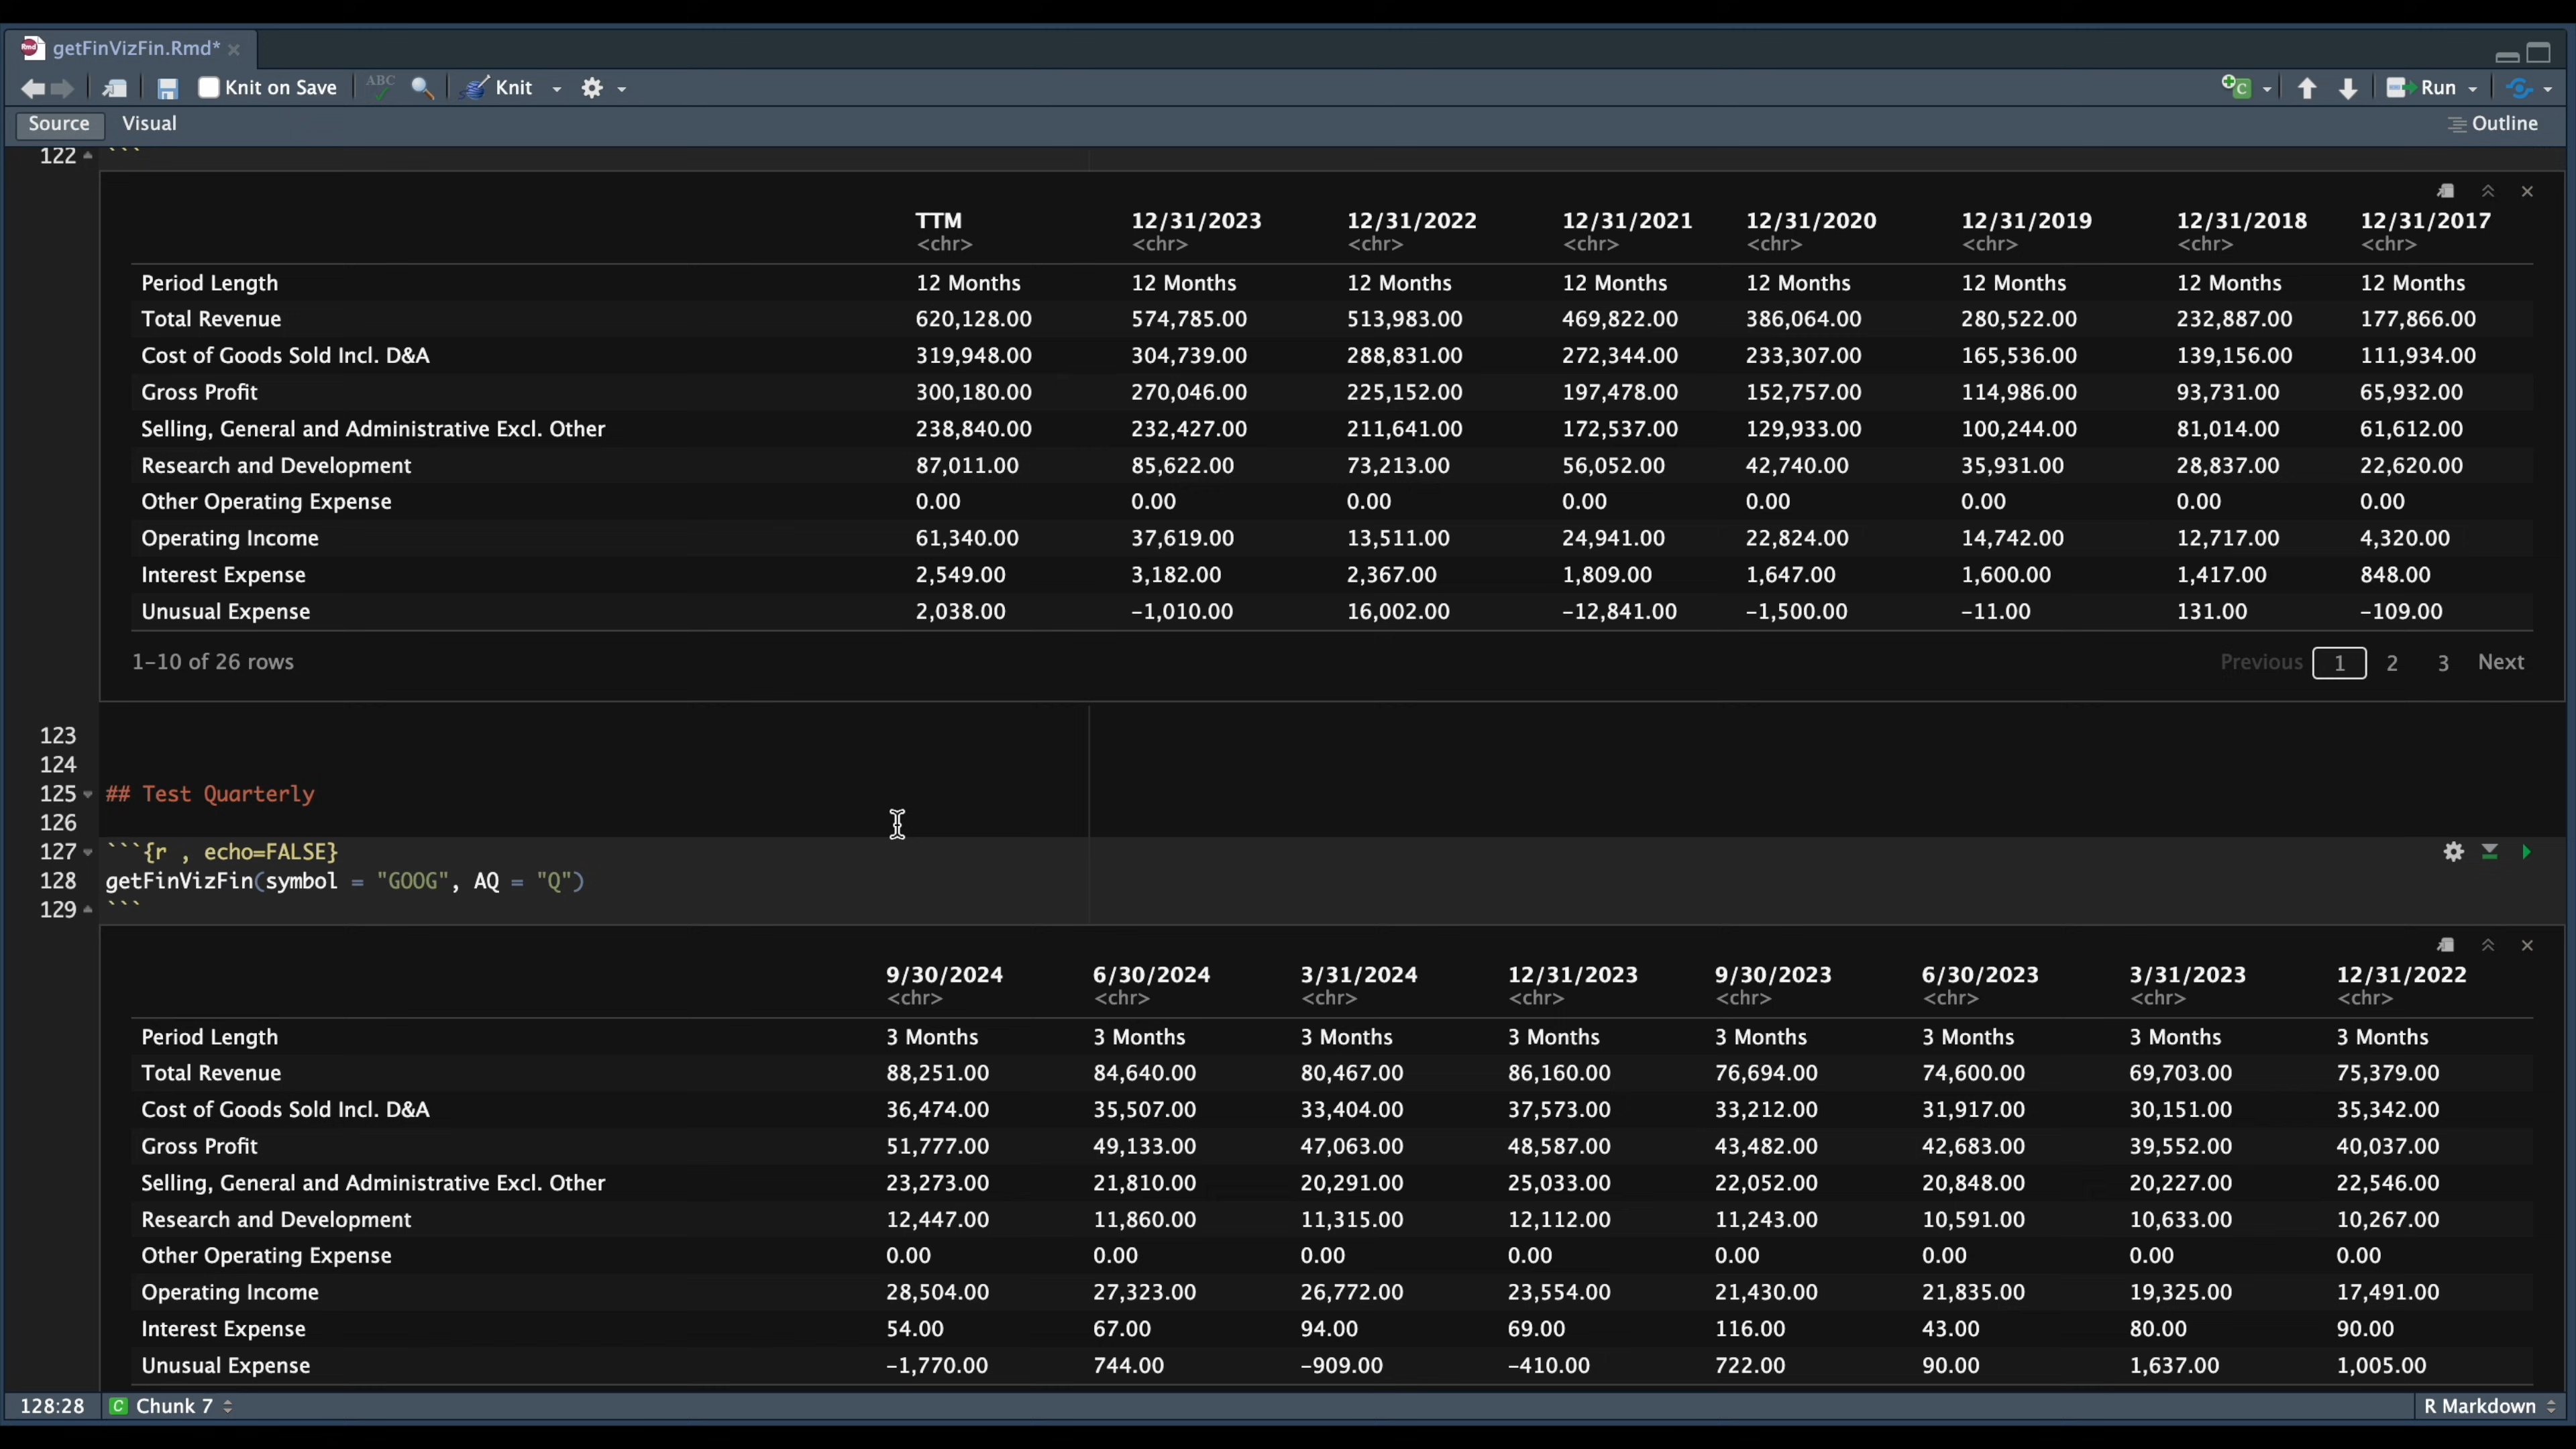 getFinVizFin.Rmd*
Knit on Save ABC Knit Run
Source Visual Outline
122 ```
TTM 12/31/2023 12/31/2022 12/31/2021 12/31/2020 12/31/2019 12/31/2018 12/31/2017
<chr> <chr> <chr> <chr> <chr> <chr> <chr> <chr>
Period Length 12 Months 12 Months 12 Months 12 Months 12 Months 12 Months 12 Months 12 Months
Total Revenue 620,128.00 574,785.00 513,983.00 469,822.00 386,064.00 280,522.00 232,887.00 177,866.00
Cost of Goods Sold Incl. D&A 319,948.00 304,739.00 288,831.00 272,344.00 233,307.00 165,536.00 139,156.00 111,934.00
Gross Profit 300,180.00 270,046.00 225,152.00 197,478.00 152,757.00 114,986.00 93,731.00 65,932.00
Selling, General and Administrative Excl. Other 238,840.00 232,427.00 211,641.00 172,537.00 129,933.00 100,244.00 81,014.00 61,612.00
Research and Development 87,011.00 85,622.00 73,213.00 56,052.00 42,740.00 35,931.00 28,837.00 22,620.00
Other Operating Expense 0.00 0.00 0.00 0.00 0.00 0.00 0.00 0.00
Operating Income 61,340.00 37,619.00 13,511.00 24,941.00 22,824.00 14,742.00 12,717.00 4,320.00
Interest Expense 2,549.00 3,182.00 2,367.00 1,809.00 1,647.00 1,600.00 1,417.00 848.00
Unusual Expense 2,038.00 -1,010.00 16,002.00 -12,841.00 -1,500.00 -11.00 131.00 -109.00
1-10 of 26 rows Previous 1 2 3 Next
123
124
125 ## Test Quarterly
126
127 ```{r , echo=FALSE}
128 getFinVizFin(symbol = "GOOG", AQ = "Q")
129 ```
9/30/2024 6/30/2024 3/31/2024 12/31/2023 9/30/2023 6/30/2023 3/31/2023 12/31/2022
<chr> <chr> <chr> <chr> <chr> <chr> <chr> <chr>
Period Length 3 Months 3 Months 3 Months 3 Months 3 Months 3 Months 3 Months 3 Months
Total Revenue 88,251.00 84,640.00 80,467.00 86,160.00 76,694.00 74,600.00 69,703.00 75,379.00
Cost of Goods Sold Incl. D&A 36,474.00 35,507.00 33,404.00 37,573.00 33,212.00 31,917.00 30,151.00 35,342.00
Gross Profit 51,777.00 49,133.00 47,063.00 48,587.00 43,482.00 42,683.00 39,552.00 40,037.00
Selling, General and Administrative Excl. Other 23,273.00 21,810.00 20,291.00 25,033.00 22,052.00 20,848.00 20,227.00 22,546.00
Research and Development 12,447.00 11,860.00 11,315.00 12,112.00 11,243.00 10,591.00 10,633.00 10,267.00
Other Operating Expense 0.00 0.00 0.00 0.00 0.00 0.00 0.00 0.00
Operating Income 28,504.00 27,323.00 26,772.00 23,554.00 21,430.00 21,835.00 19,325.00 17,491.00
Interest Expense 54.00 67.00 94.00 69.00 116.00 43.00 80.00 90.00
Unusual Expense -1,770.00 744.00 -909.00 -410.00 722.00 90.00 1,637.00 1,005.00
128:28 C Chunk 7 R Markdown